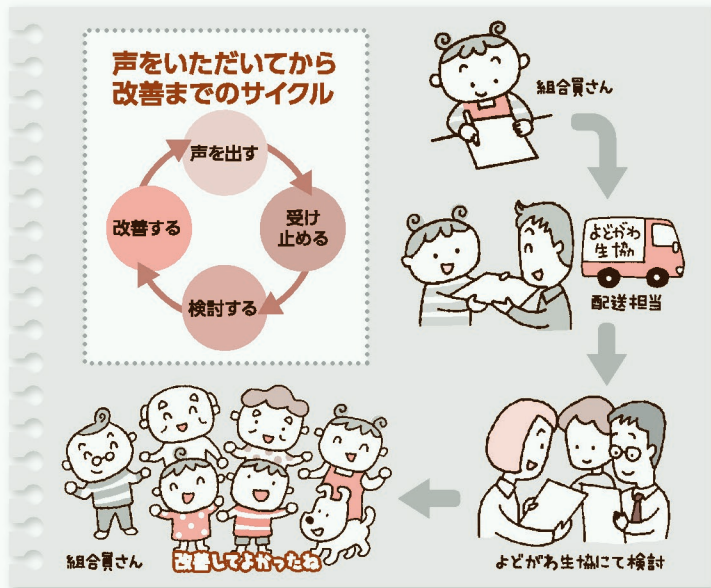 声をいただいてから
改善までのサイクル
声を出す
受け
止める
検討する
改善する
組合員さん
よどがわ
生協
配送担当
よどがわ生協にて検討
組合員さん
改善してよかったね